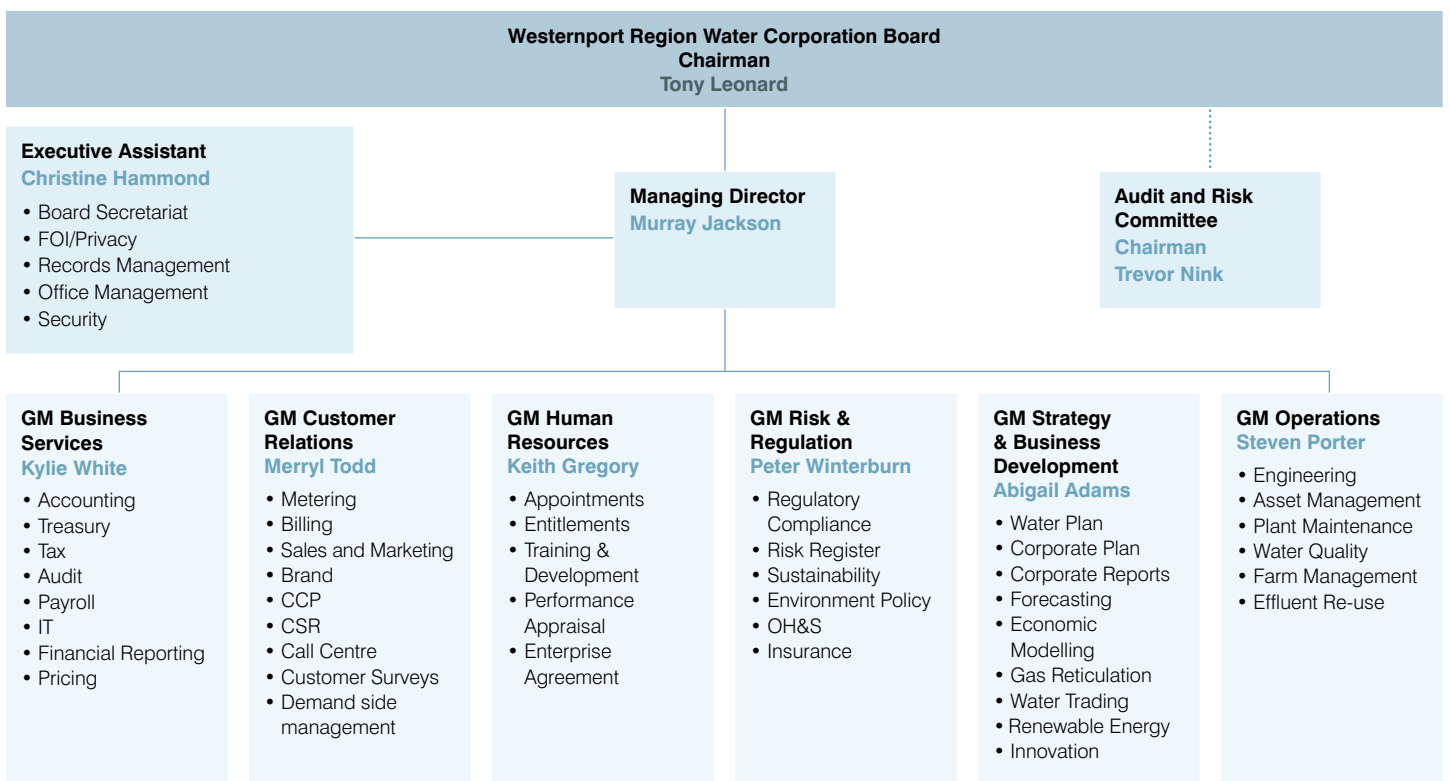 Westernport Region Water Corporation Board
Chairman
Tony Leonard
Executive Assistant
Christine Hammond
• Board Secretariat
• FOI/Privacy
• Records Management
• Office Management
• Security
Managing Director
Murray Jackson
Audit and Risk
Committee
Chairman
Trevor Nink
GM Business
Services
Kylie White
• Accounting
• Treasury
• Tax
• Audit
• Payroll
• IT
• Financial Reporting
• Pricing
GM Customer
Relations
Merryl Todd
• Metering
• Billing
• Sales and Marketing
• Brand
• CCP
• CSR
• Call Centre
• Customer Surveys
• Demand side
management
GM Human
Resources
Keith Gregory
• Appointments
• Entitlements
• Training &
Development
• Performance
Appraisal
• Enterprise
Agreement
GM Risk &
Regulation
Peter Winterburn
• Regulatory
Compliance
• Risk Register
• Sustainability
• Environment Policy
• OH&S
• Insurance
GM Strategy
& Business
Development
Abigail Adams
• Water Plan
• Corporate Plan
• Corporate Reports
• Forecasting
• Economic
Modelling
• Gas Reticulation
• Water Trading
• Renewable Energy
• Innovation
GM Operations
Steven Porter
• Engineering
• Asset Management
• Plant Maintenance
• Water Quality
• Farm Management
• Effluent Re-use